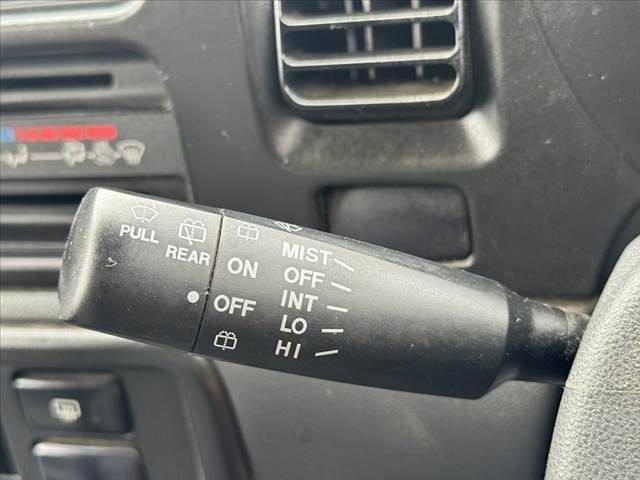 PULL
REAR
ON
OFF
MIST
OFF
INT
LO
HI